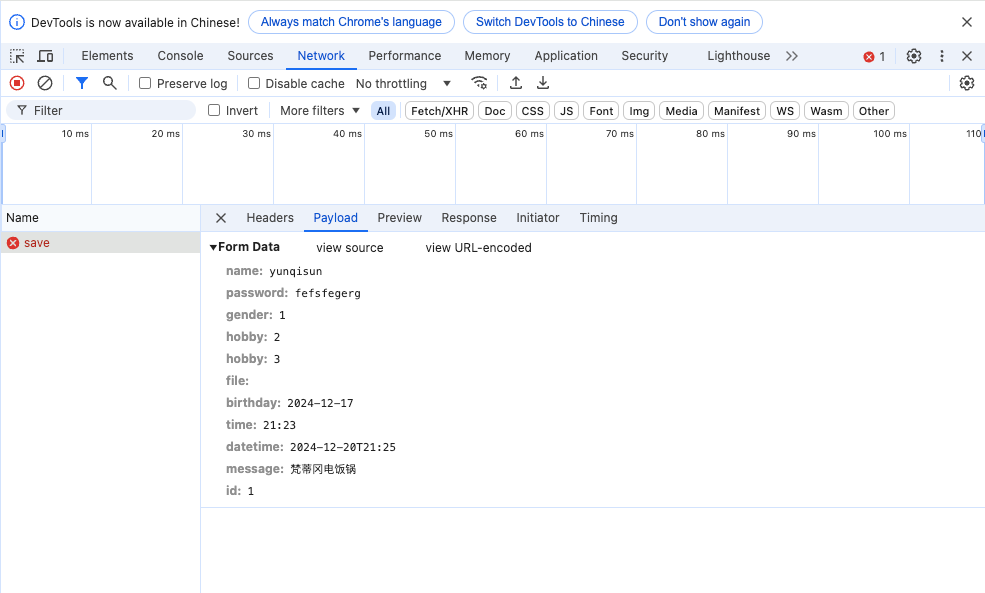 DevTools is now available in Chinese! Always match Chrome's language Switch DevTools to Chinese Don't show again
Elements Console Sources Network Performance Memory Application Security Lighthouse 1
Preserve log Disable cache No throttling
Filter Invert More filters All Fetch/XHR Doc CSS JS Font Img Media Manifest WS Wasm Other
10 ms 20 ms 30 ms 40 ms 50 ms 60 ms 70 ms 80 ms 90 ms 100 ms 110
Name Headers Payload Preview Response Initiator Timing
save
Form Data view source view URL-encoded
name: yunqisun
password: fefsfegerg
gender: 1
hobby: 2
hobby: 3
file:
birthday: 2024-12-17
time: 21:23
datetime: 2024-12-20T21:25
message: 梵蒂冈电饭锅
id: 1